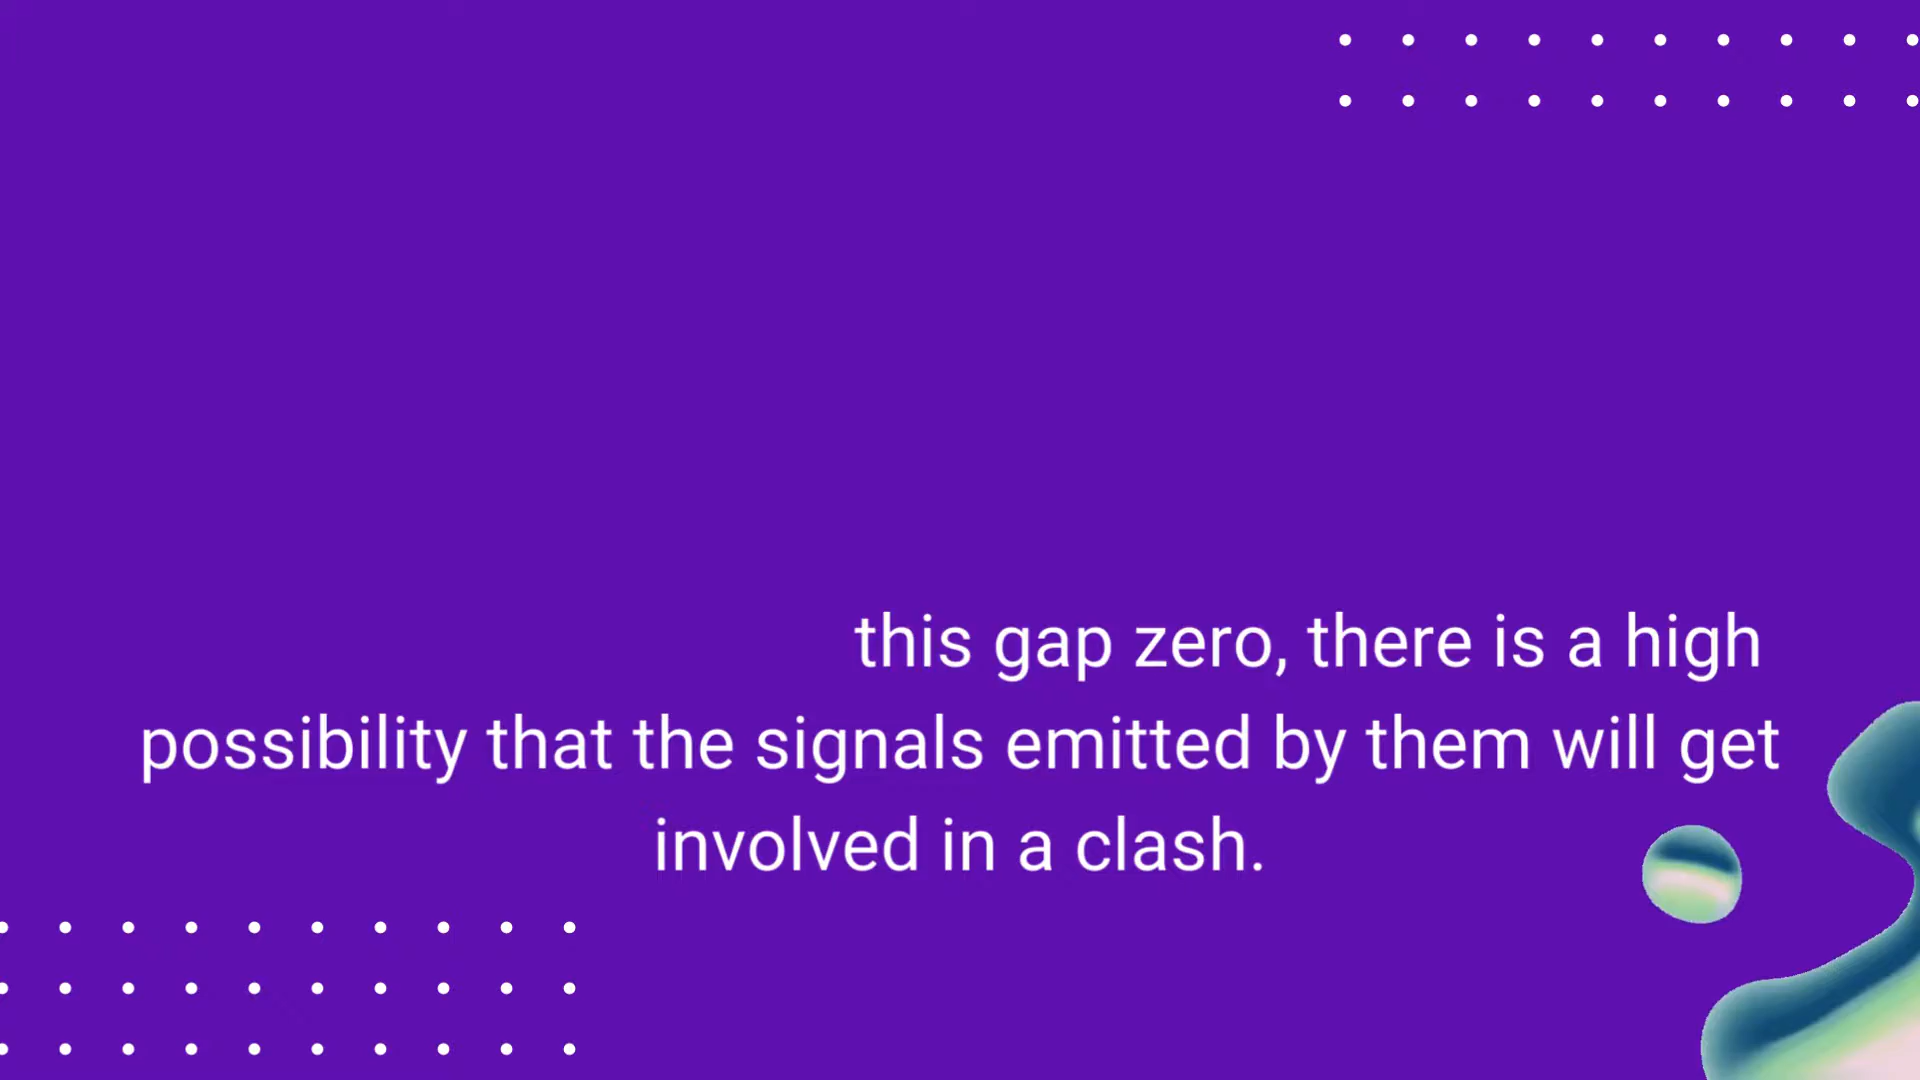 this gap zero, there is a high
possibility that the signals emitted by them will get
involved in a clash.